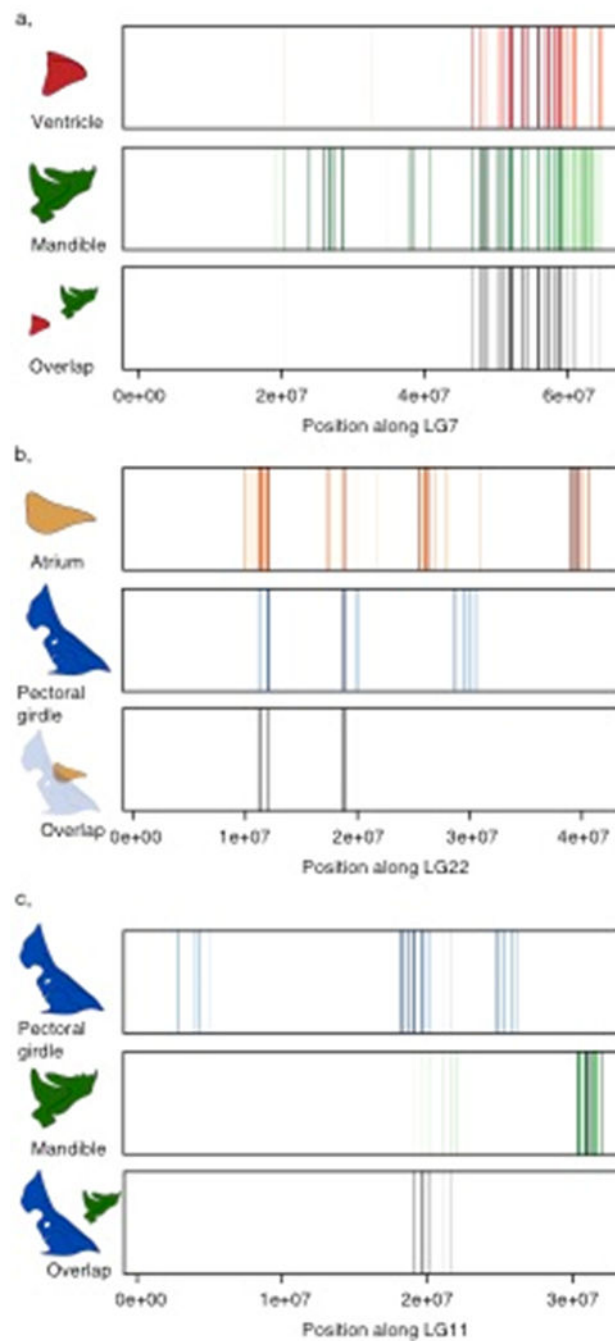 a,
Ventricle
Mandible
Overlap
0e+00 2e+07 4e+07 6e+07
Position along LG7
b,
Atrium
Pectoral
girdle
Overlap
0e+00 1e+07 2e+07 3e+07 4e+07
Position along LG22
c,
Pectoral
girdle
Mandible
Overlap
0e+00 1e+07 2e+07 3e+07
Position along LG11